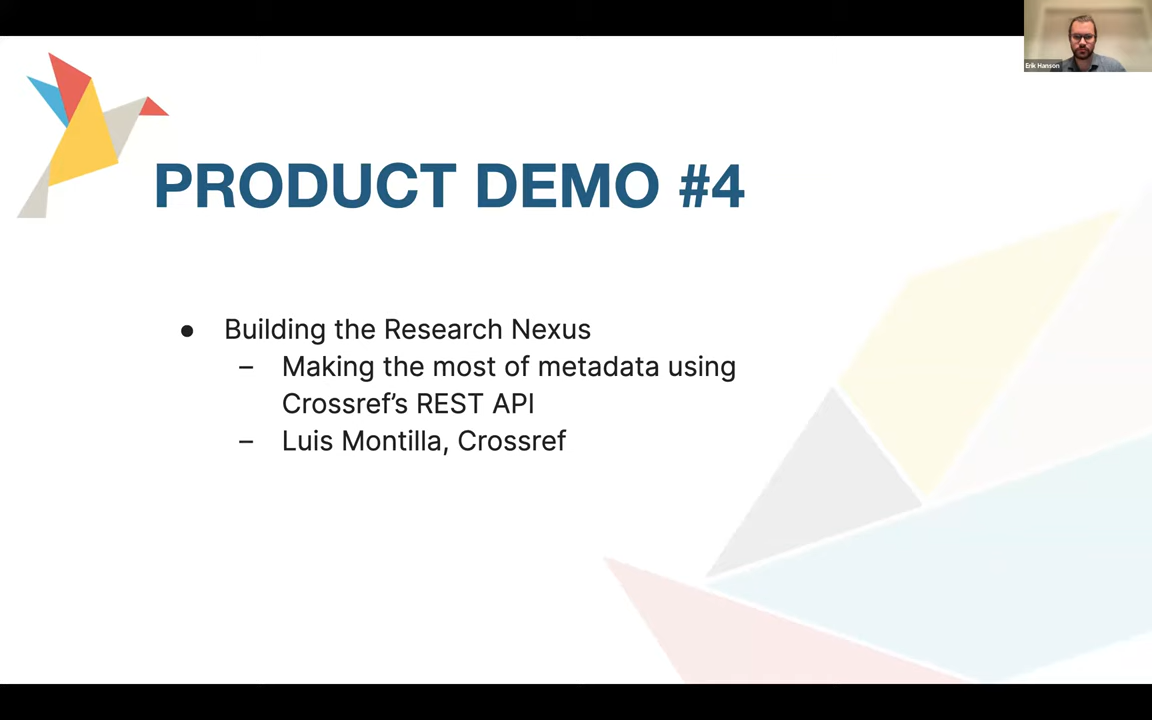 Erik Hanson
PRODUCT DEMO #4
● Building the Research Nexus
– Making the most of metadata using
Crossref’s REST API
– Luis Montilla, Crossref